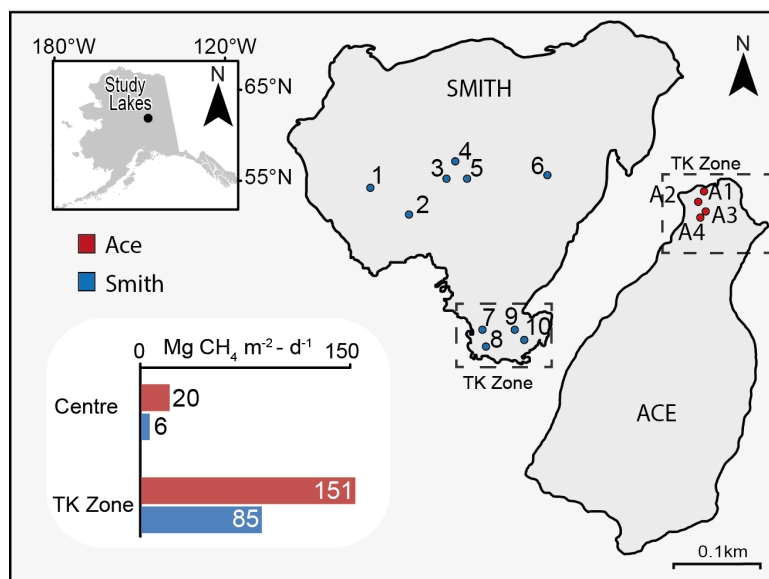 180°W
120°W
N
65°N
Study
Lakes
55°N
Ace
Smith
SMITH
1
2
3
4
5
6
7
8
9
10
TK Zone
N
TK Zone
A2
A1
A3
A4
ACE
0.1km
0 Mg CH₄ m⁻² - d⁻¹ 150
Centre
20
6
TK Zone
151
85